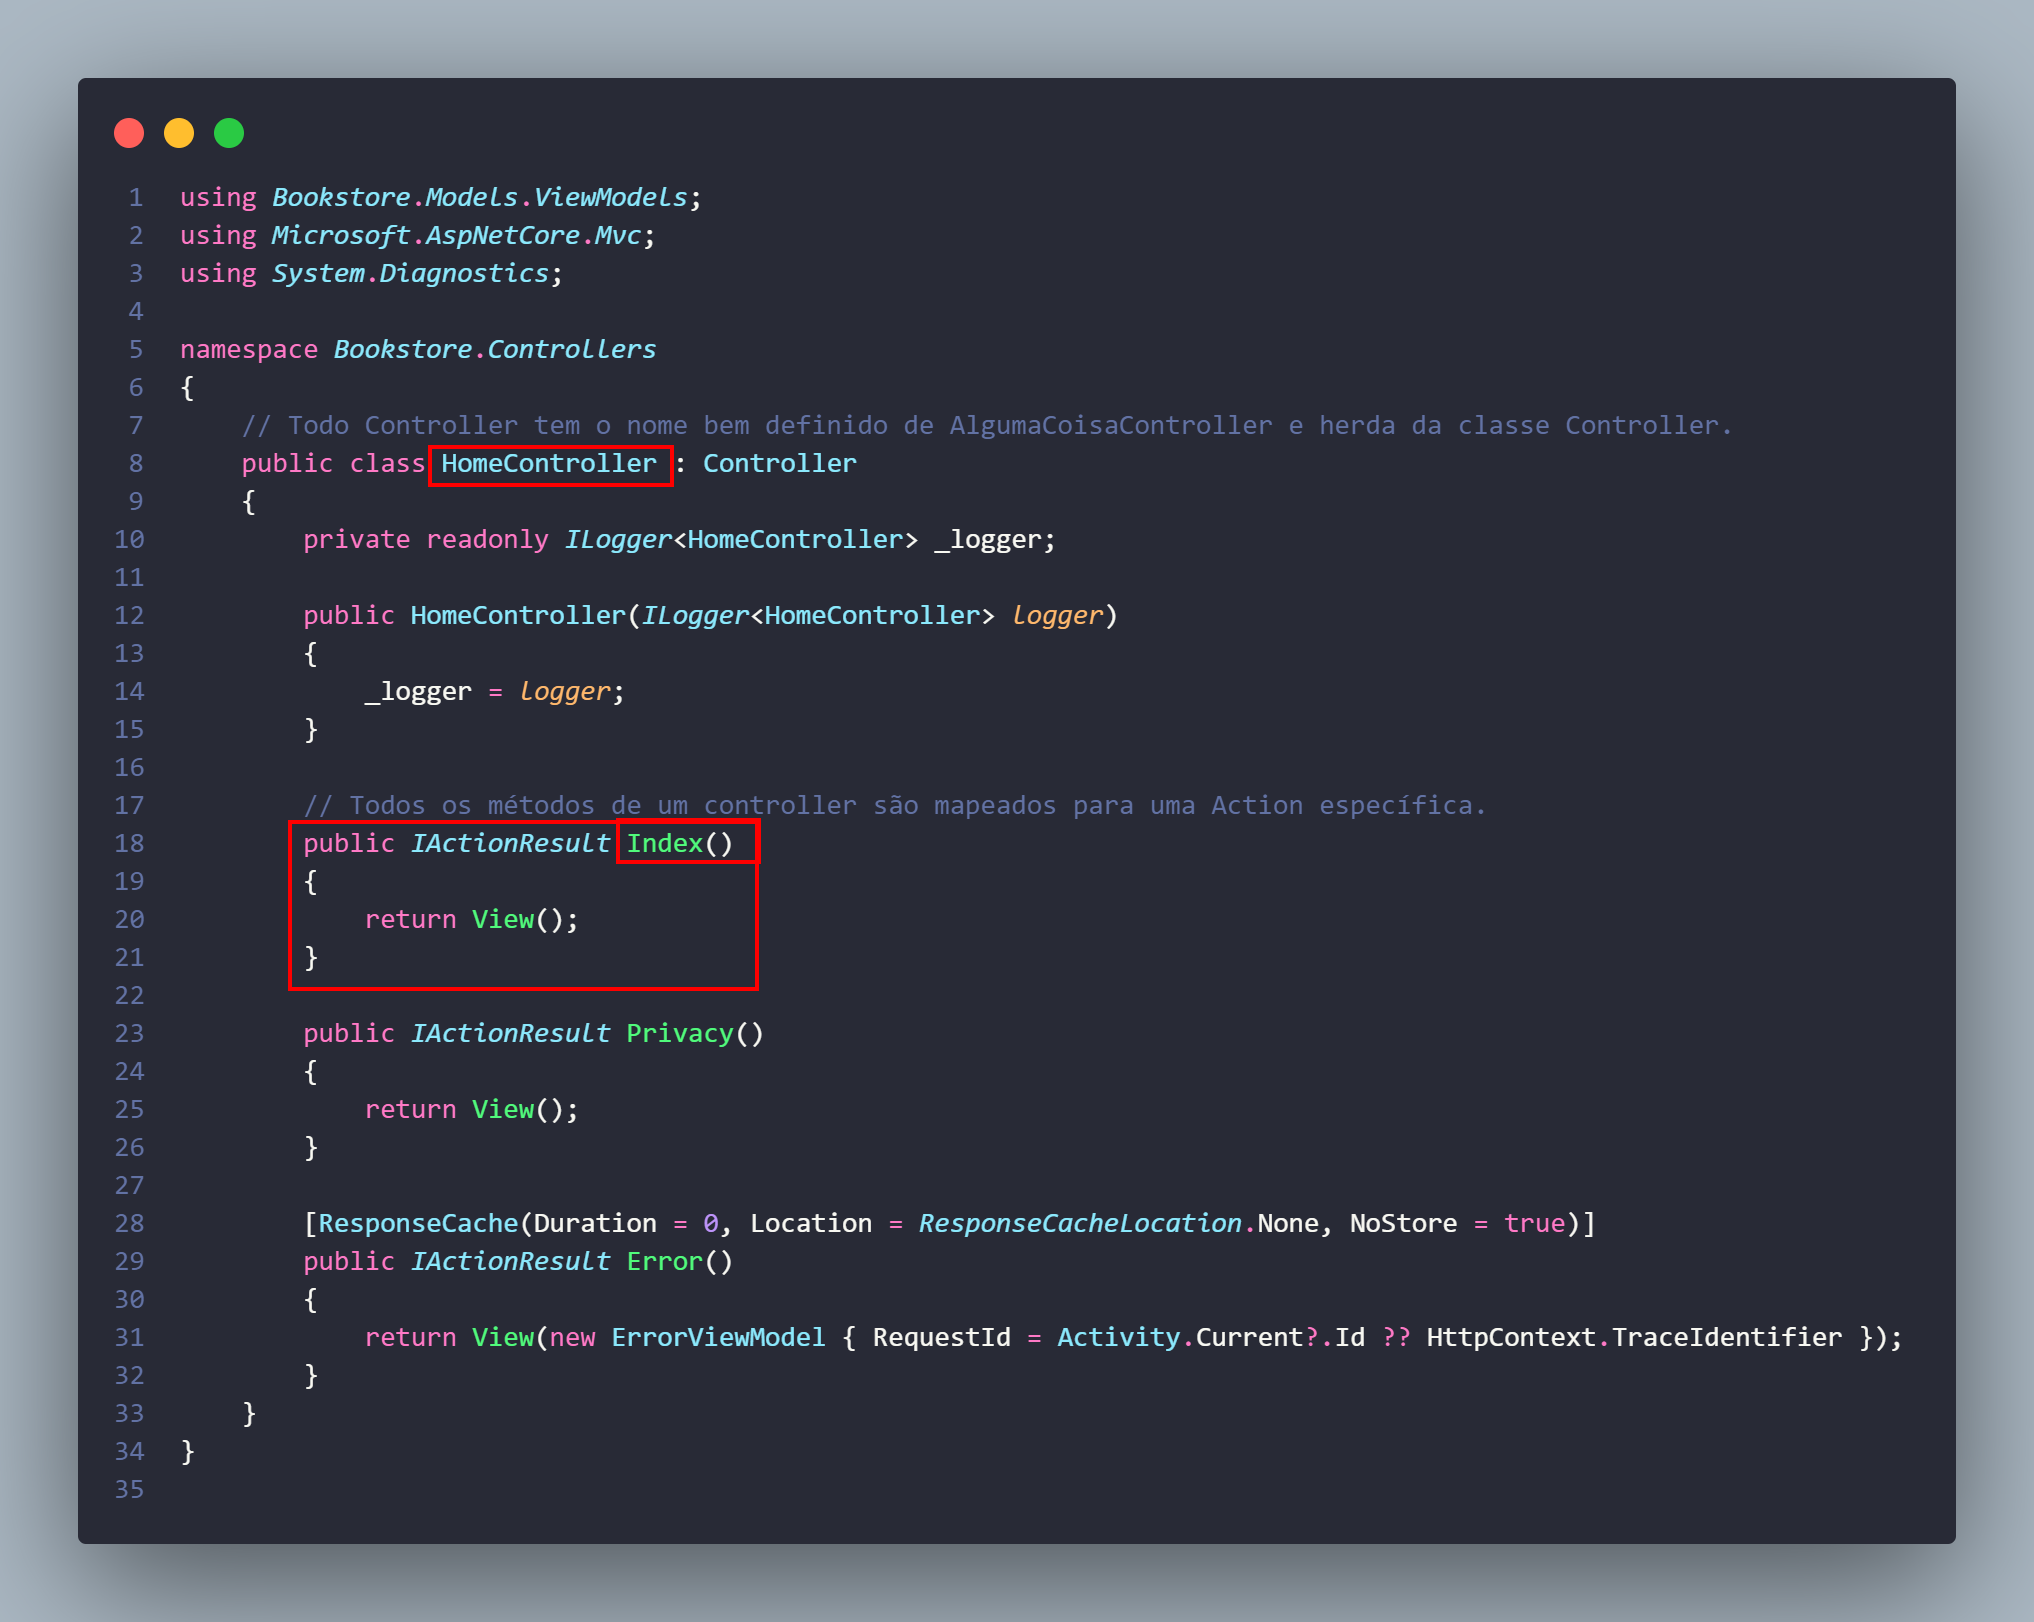 1 using Bookstore.Models.ViewModels;
2 using Microsoft.AspNetCore.Mvc;
3 using System.Diagnostics;
4
5 namespace Bookstore.Controllers
6 {
7     // Todo Controller tem o nome bem definido de AlgumaCoisaController e herda da classe Controller.
8     public class HomeController : Controller
9     {
10         private readonly ILogger<HomeController> _logger;
11
12         public HomeController(ILogger<HomeController> logger)
13         {
14             _logger = logger;
15         }
16
17         // Todos os métodos de um controller são mapeados para uma Action específica.
18         public IActionResult Index()
19         {
20             return View();
21         }
22
23         public IActionResult Privacy()
24         {
25             return View();
26         }
27
28         [ResponseCache(Duration = 0, Location = ResponseCacheLocation.None, NoStore = true)]
29         public IActionResult Error()
30         {
31             return View(new ErrorViewModel { RequestId = Activity.Current?.Id ?? HttpContext.TraceIdentifier });
32         }
33     }
34 }
35